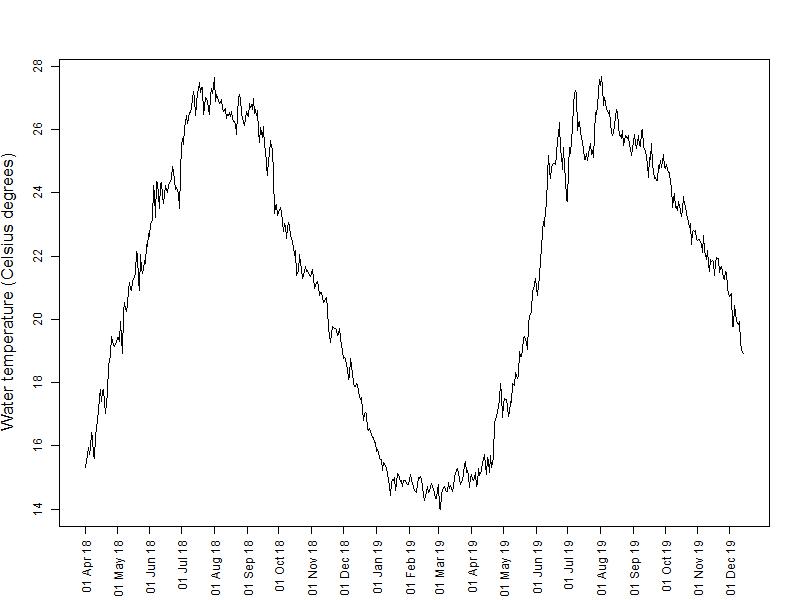 Water temperature (Celsius degrees)
28
26
24
22
20
18
16
14
01 Apr 18
01 May 18
01 Jun 18
01 Jul 18
01 Aug 18
01 Sep 18
01 Oct 18
01 Nov 18
01 Dec 18
01 Jan 19
01 Feb 19
01 Mar 19
01 Apr 19
01 May 19
01 Jun 19
01 Jul 19
01 Aug 19
01 Sep 19
01 Oct 19
01 Nov 19
01 Dec 19